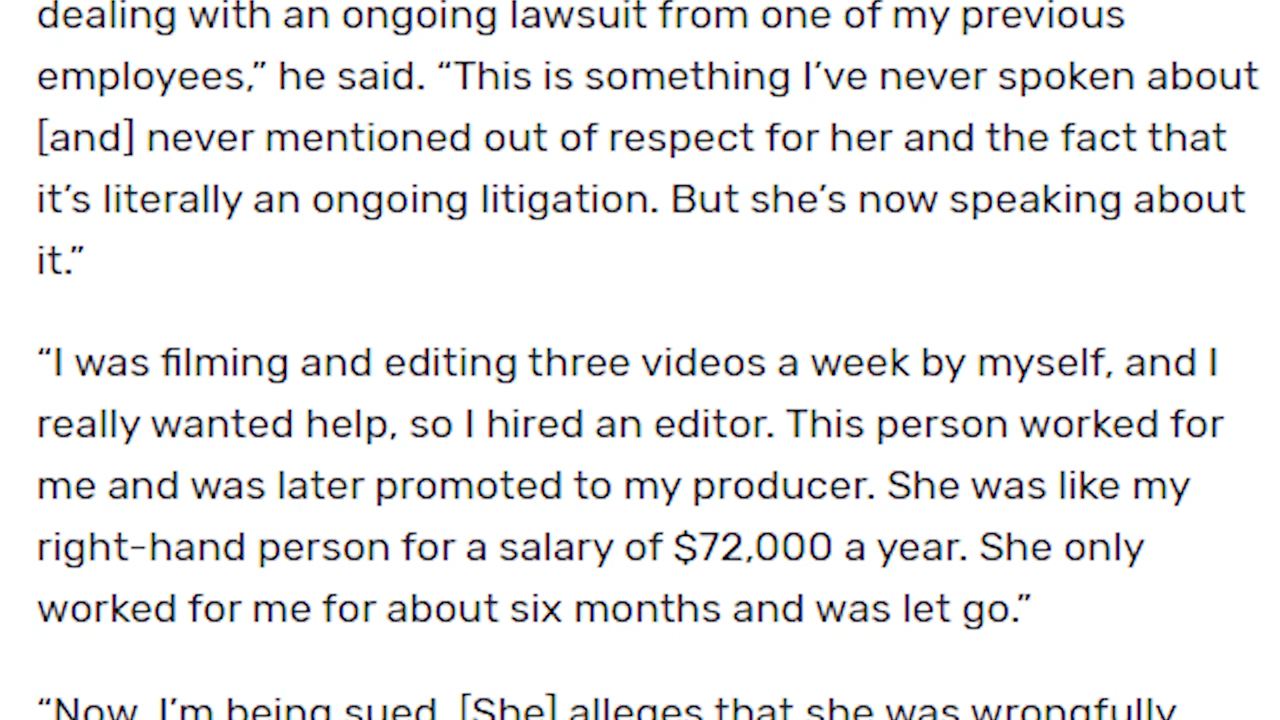 dealing with an ongoing lawsuit from one of my previous
employees,” he said. “This is something I’ve never spoken about
[and] never mentioned out of respect for her and the fact that
it’s literally an ongoing litigation. But she’s now speaking about
it.”
“I was filming and editing three videos a week by myself, and I
really wanted help, so I hired an editor. This person worked for
me and was later promoted to my producer. She was like my
right-hand person for a salary of $72,000 a year. She only
worked for me for about six months and was let go.”
“Now, I’m being sued. [She] alleges that she was wrongfully